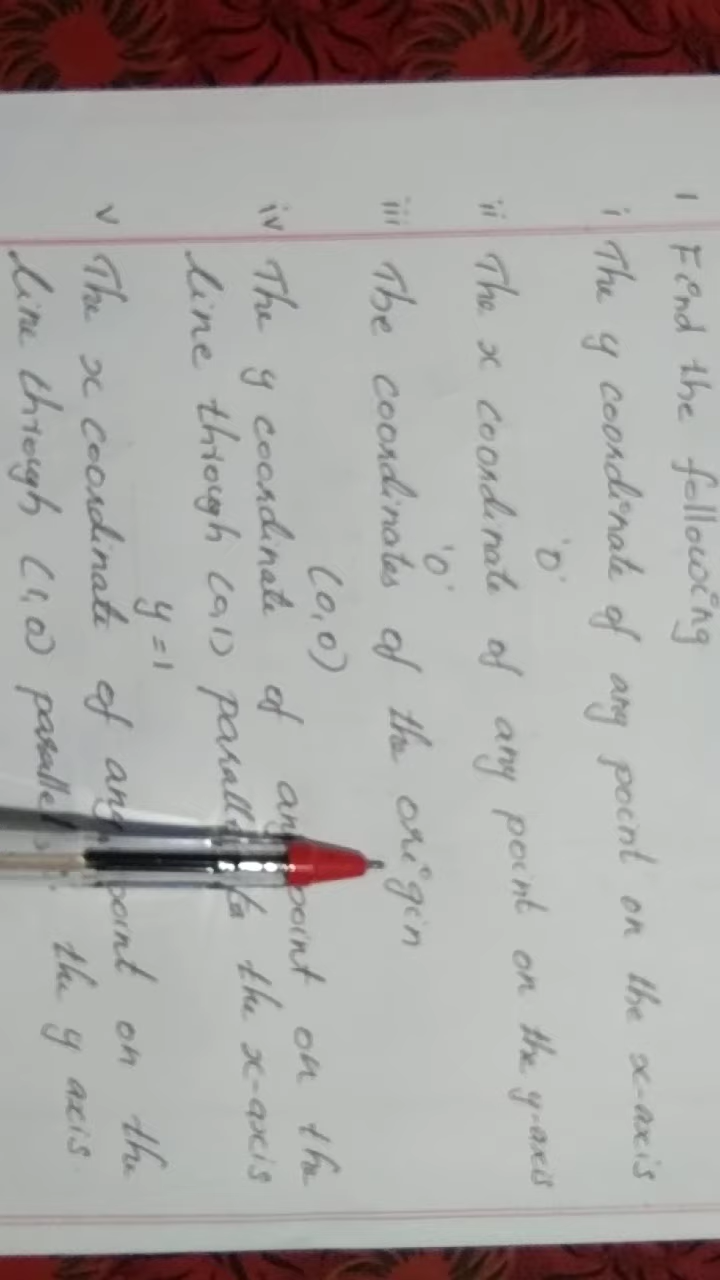 1 Find the following
i The y coordinate of any point on the x-axis
'0'
ii The x coordinate of any point on the y-axis
'0'
iii The coordinates of the origin
(0,0)
iv The y coordinate of any point on the
line through (0,1) parallel to the x-axis
y=1
v The x coordinate of any point on the
line through (1,0) parallel the y axis